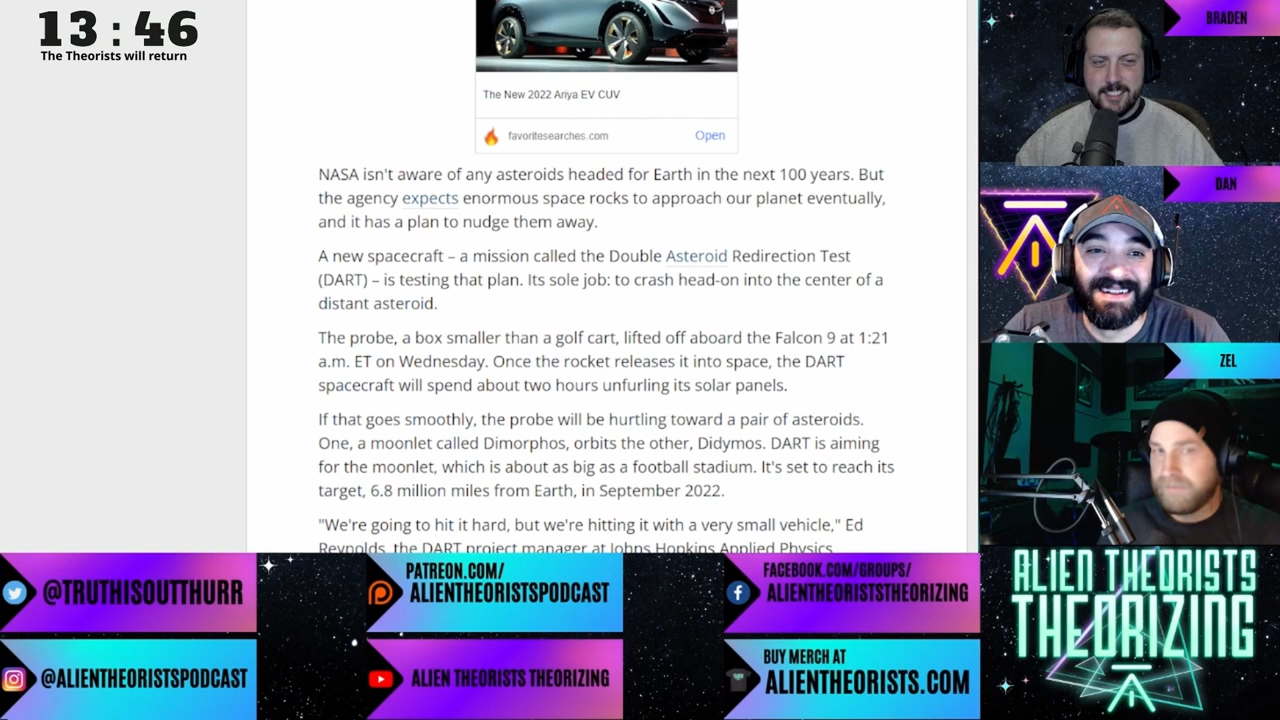 13 : 46
The Theorists will return
The New 2022 Ariya EV CUV
favoritesearches.com
Open
NASA isn't aware of any asteroids headed for Earth in the next 100 years. But
the agency expects enormous space rocks to approach our planet eventually,
and it has a plan to nudge them away.
A new spacecraft – a mission called the Double Asteroid Redirection Test
(DART) – is testing that plan. Its sole job: to crash head-on into the center of a
distant asteroid.
The probe, a box smaller than a golf cart, lifted off aboard the Falcon 9 at 1:21
a.m. ET on Wednesday. Once the rocket releases it into space, the DART
spacecraft will spend about two hours unfurling its solar panels.
If that goes smoothly, the probe will be hurtling toward a pair of asteroids.
One, a moonlet called Dimorphos, orbits the other, Didymos. DART is aiming
for the moonlet, which is about as big as a football stadium. It's set to reach its
target, 6.8 million miles from Earth, in September 2022.
"We're going to hit it hard, but we're hitting it with a very small vehicle," Ed
Reynolds, the DART project manager at Johns Hopkins Applied Physics
BRADEN
DAN
ZEL
@TRUTHISOUTTHURR
PATREON.COM/
ALIENTHEORISTSPODCAST
FACEBOOK.COM/GROUPS/
ALIENTHEORISTSTHEORIZING
@ALIENTHEORISTSPODCAST
ALIEN THEORISTS THEORIZING
BUY MERCH AT
ALIENTHEORISTS.COM
ALIEN THEORISTS
THEORIZING